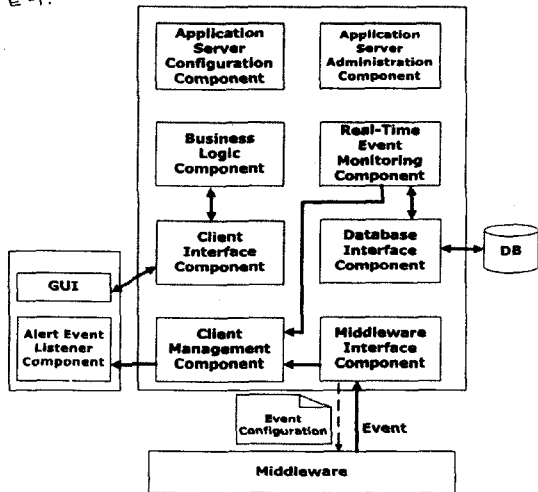 Application
Server
Configuration
Component
Application
Server
Administration
Component
Business
Logic
Component
Real-Time
Event
Monitoring
Component
Client
Interface
Component
Database
Interface
Component
DB
GUI
Alert Event
Listener
Component
Client
Management
Component
Middleware
Interface
Component
Event
Configuration
Event
Middleware